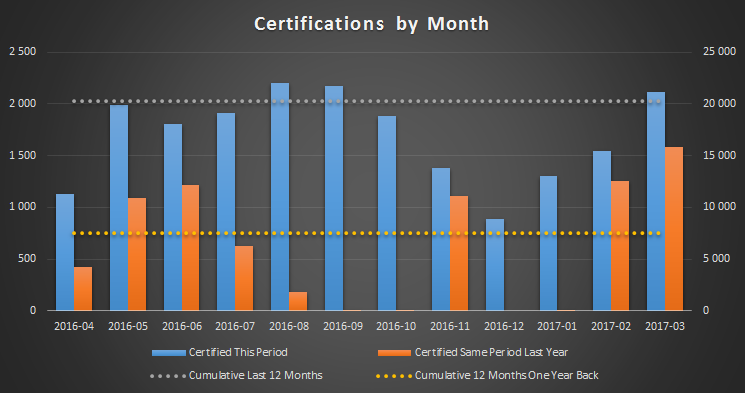 Certifications by Month
2 500 25 000
2 000 20 000
1 500 15 000
1 000 10 000
500 5 000
0 0
2016-04 2016-05 2016-06 2016-07 2016-08 2016-09 2016-10 2016-11 2016-12 2017-01 2017-02 2017-03
Certified This Period Certified Same Period Last Year
Cumulative Last 12 Months Cumulative 12 Months One Year Back